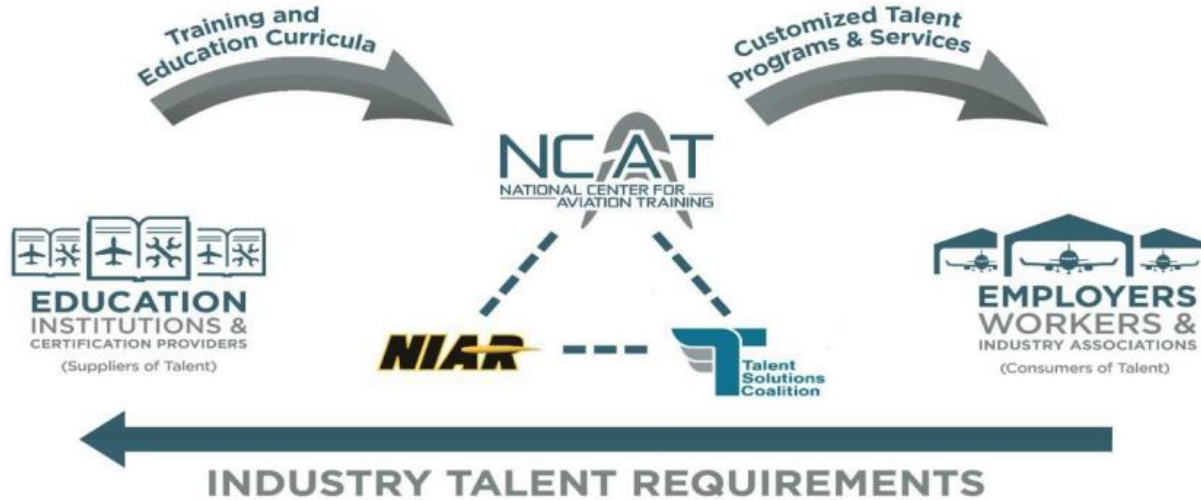 Training and
Education Curricula
Customized Talent
Programs & Services
NCAT
NATIONAL CENTER FOR
AVIATION TRAINING
EDUCATION
INSTITUTIONS &
CERTIFICATION PROVIDERS
(Suppliers of Talent)
NIAR
Talent
Solutions
Coalition
EMPLOYERS
WORKERS &
INDUSTRY ASSOCIATIONS
(Consumers of Talent)
INDUSTRY TALENT REQUIREMENTS